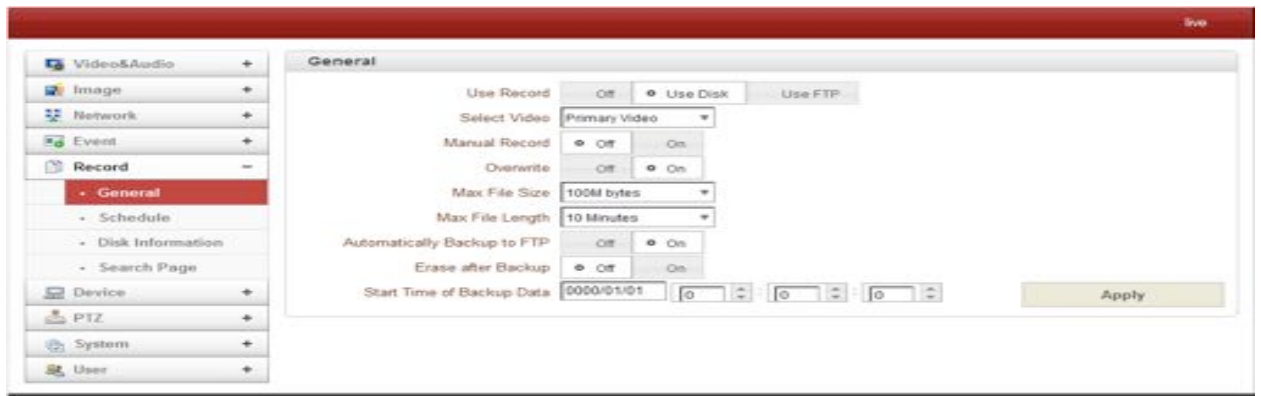 live
Video&Audio +
Image +
Network +
Event +
Record −
General
Schedule
Disk Information
Search Page
Device +
PTZ +
System +
User +
General
Use Record Off Use Disk Use FTP
Select Video Primary Video
Manual Record Off On
Overwrite Off On
Max File Size 100M bytes
Max File Length 10 Minutes
Automatically Backup to FTP Off On
Erase after Backup Off On
Start Time of Backup Data 0000/01/01 0 : 0 : 0 Apply